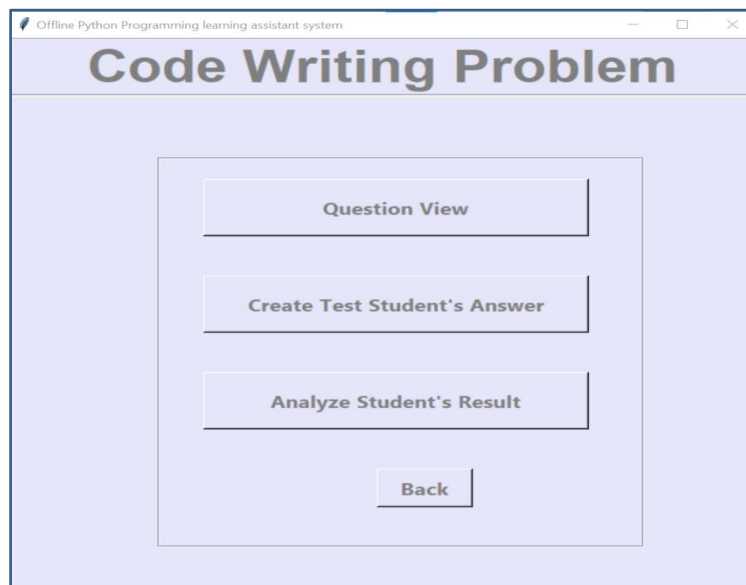 Offline Python Programming learning assistant system
Code Writing Problem
Question View
Create Test Student's Answer
Analyze Student's Result
Back